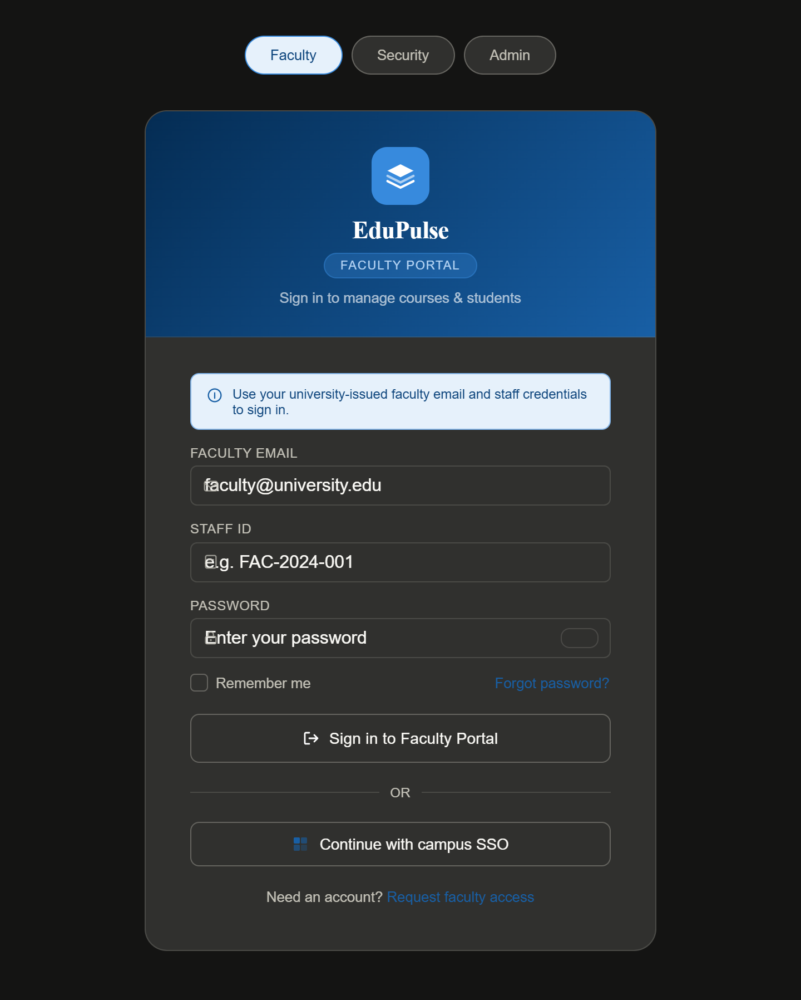 Faculty
Security
Admin
EduPulse
FACULTY PORTAL
Sign in to manage courses & students
Use your university-issued faculty email and staff credentials
to sign in.
FACULTY EMAIL
faculty@university.edu
STAFF ID
e.g. FAC-2024-001
PASSWORD
Enter your password
Remember me
Forgot password?
Sign in to Faculty Portal
OR
Continue with campus SSO
Need an account? Request faculty access